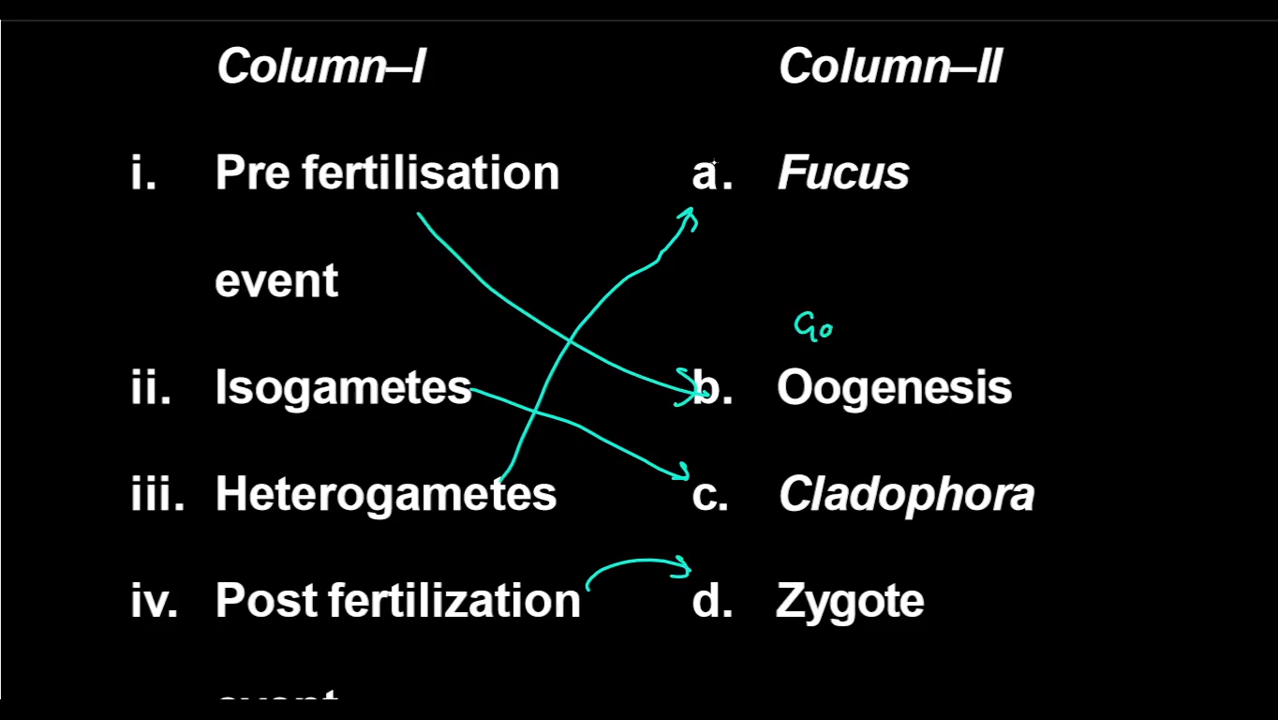 Column–I Column–II
i. Pre fertilisation a. Fucus
event
Go
ii. Isogametes b. Oogenesis
iii. Heterogametes c. Cladophora
iv. Post fertilization d. Zygote